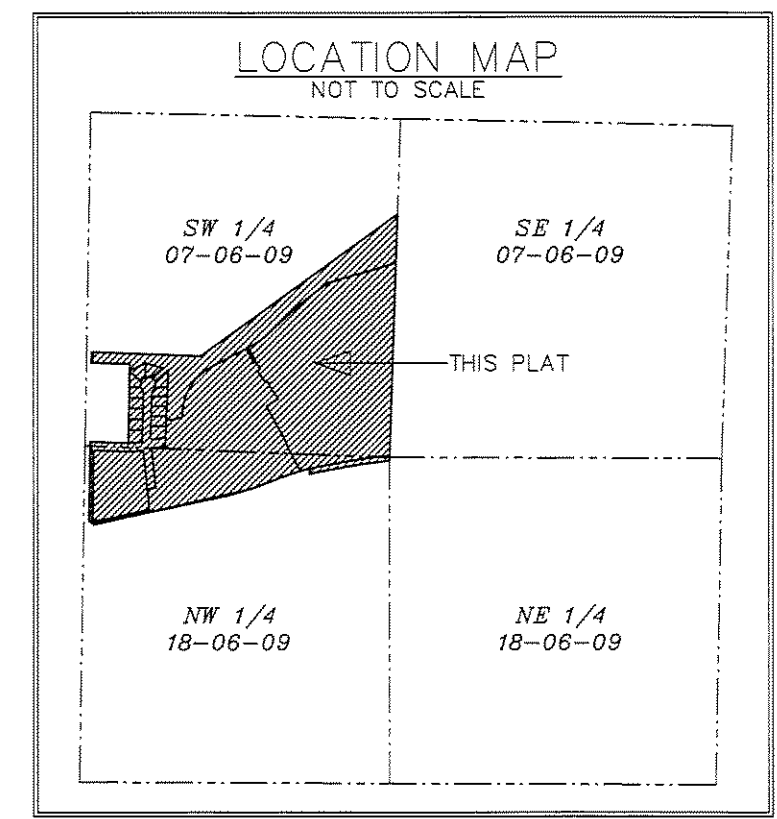 LOCATION MAP
NOT TO SCALE
SW 1/4
07-06-09
SE 1/4
07-06-09
THIS PLAT
NW 1/4
18-06-09
NE 1/4
18-06-09